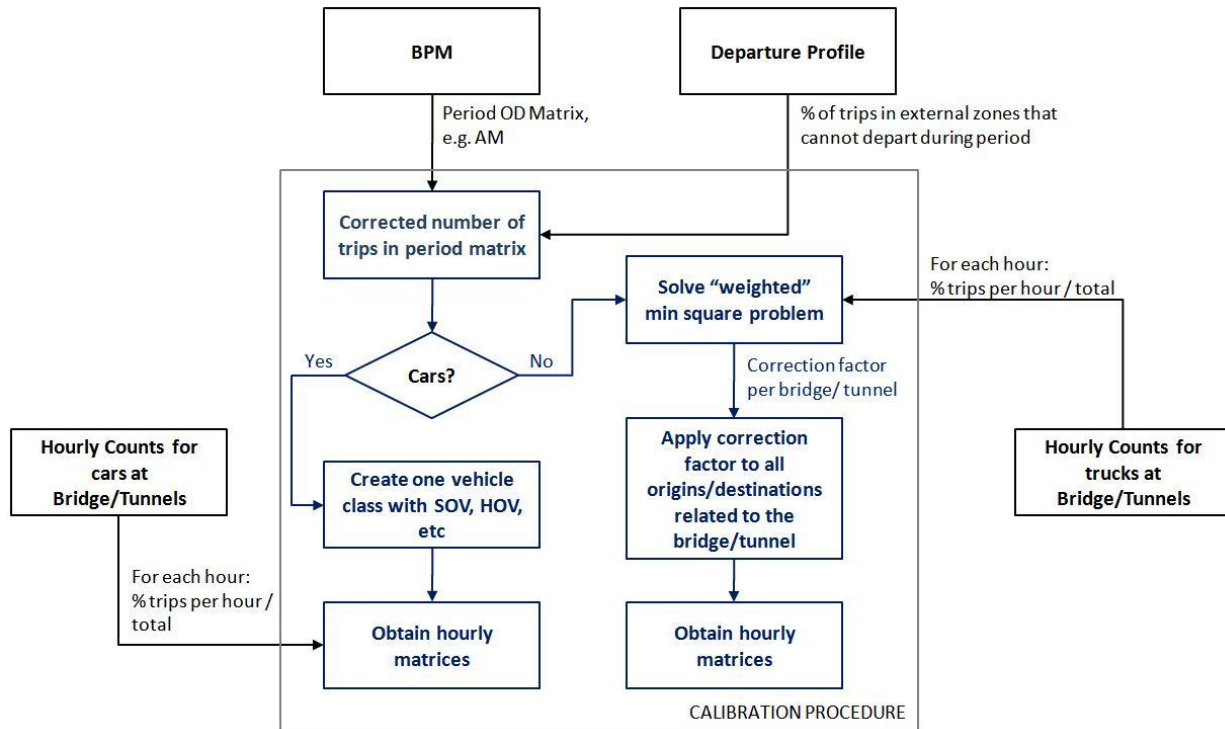 BPM
Departure Profile
Period OD Matrix,
e.g. AM
% of trips in external zones that
cannot depart during period
Corrected number of
trips in period matrix
Solve “weighted”
min square problem
For each hour:
% trips per hour / total
Yes
Cars?
No
Correction factor
per bridge/ tunnel
Hourly Counts for
cars at
Bridge/Tunnels
Create one vehicle
class with SOV, HOV,
etc
Apply correction
factor to all
origins/destinations
related to the
bridge/tunnel
Hourly Counts for
trucks at
Bridge/Tunnels
For each hour:
% trips per hour /
total
Obtain hourly
matrices
Obtain hourly
matrices
CALIBRATION PROCEDURE